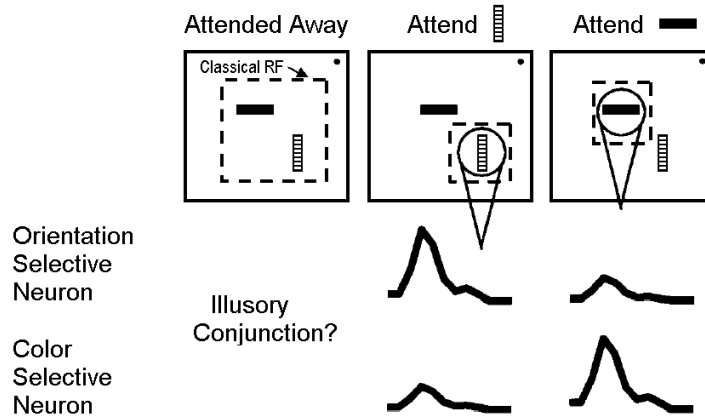 Attended Away
Attend
Attend
Classical RF
Orientation
Selective
Neuron
Illusory
Conjunction?
Color
Selective
Neuron